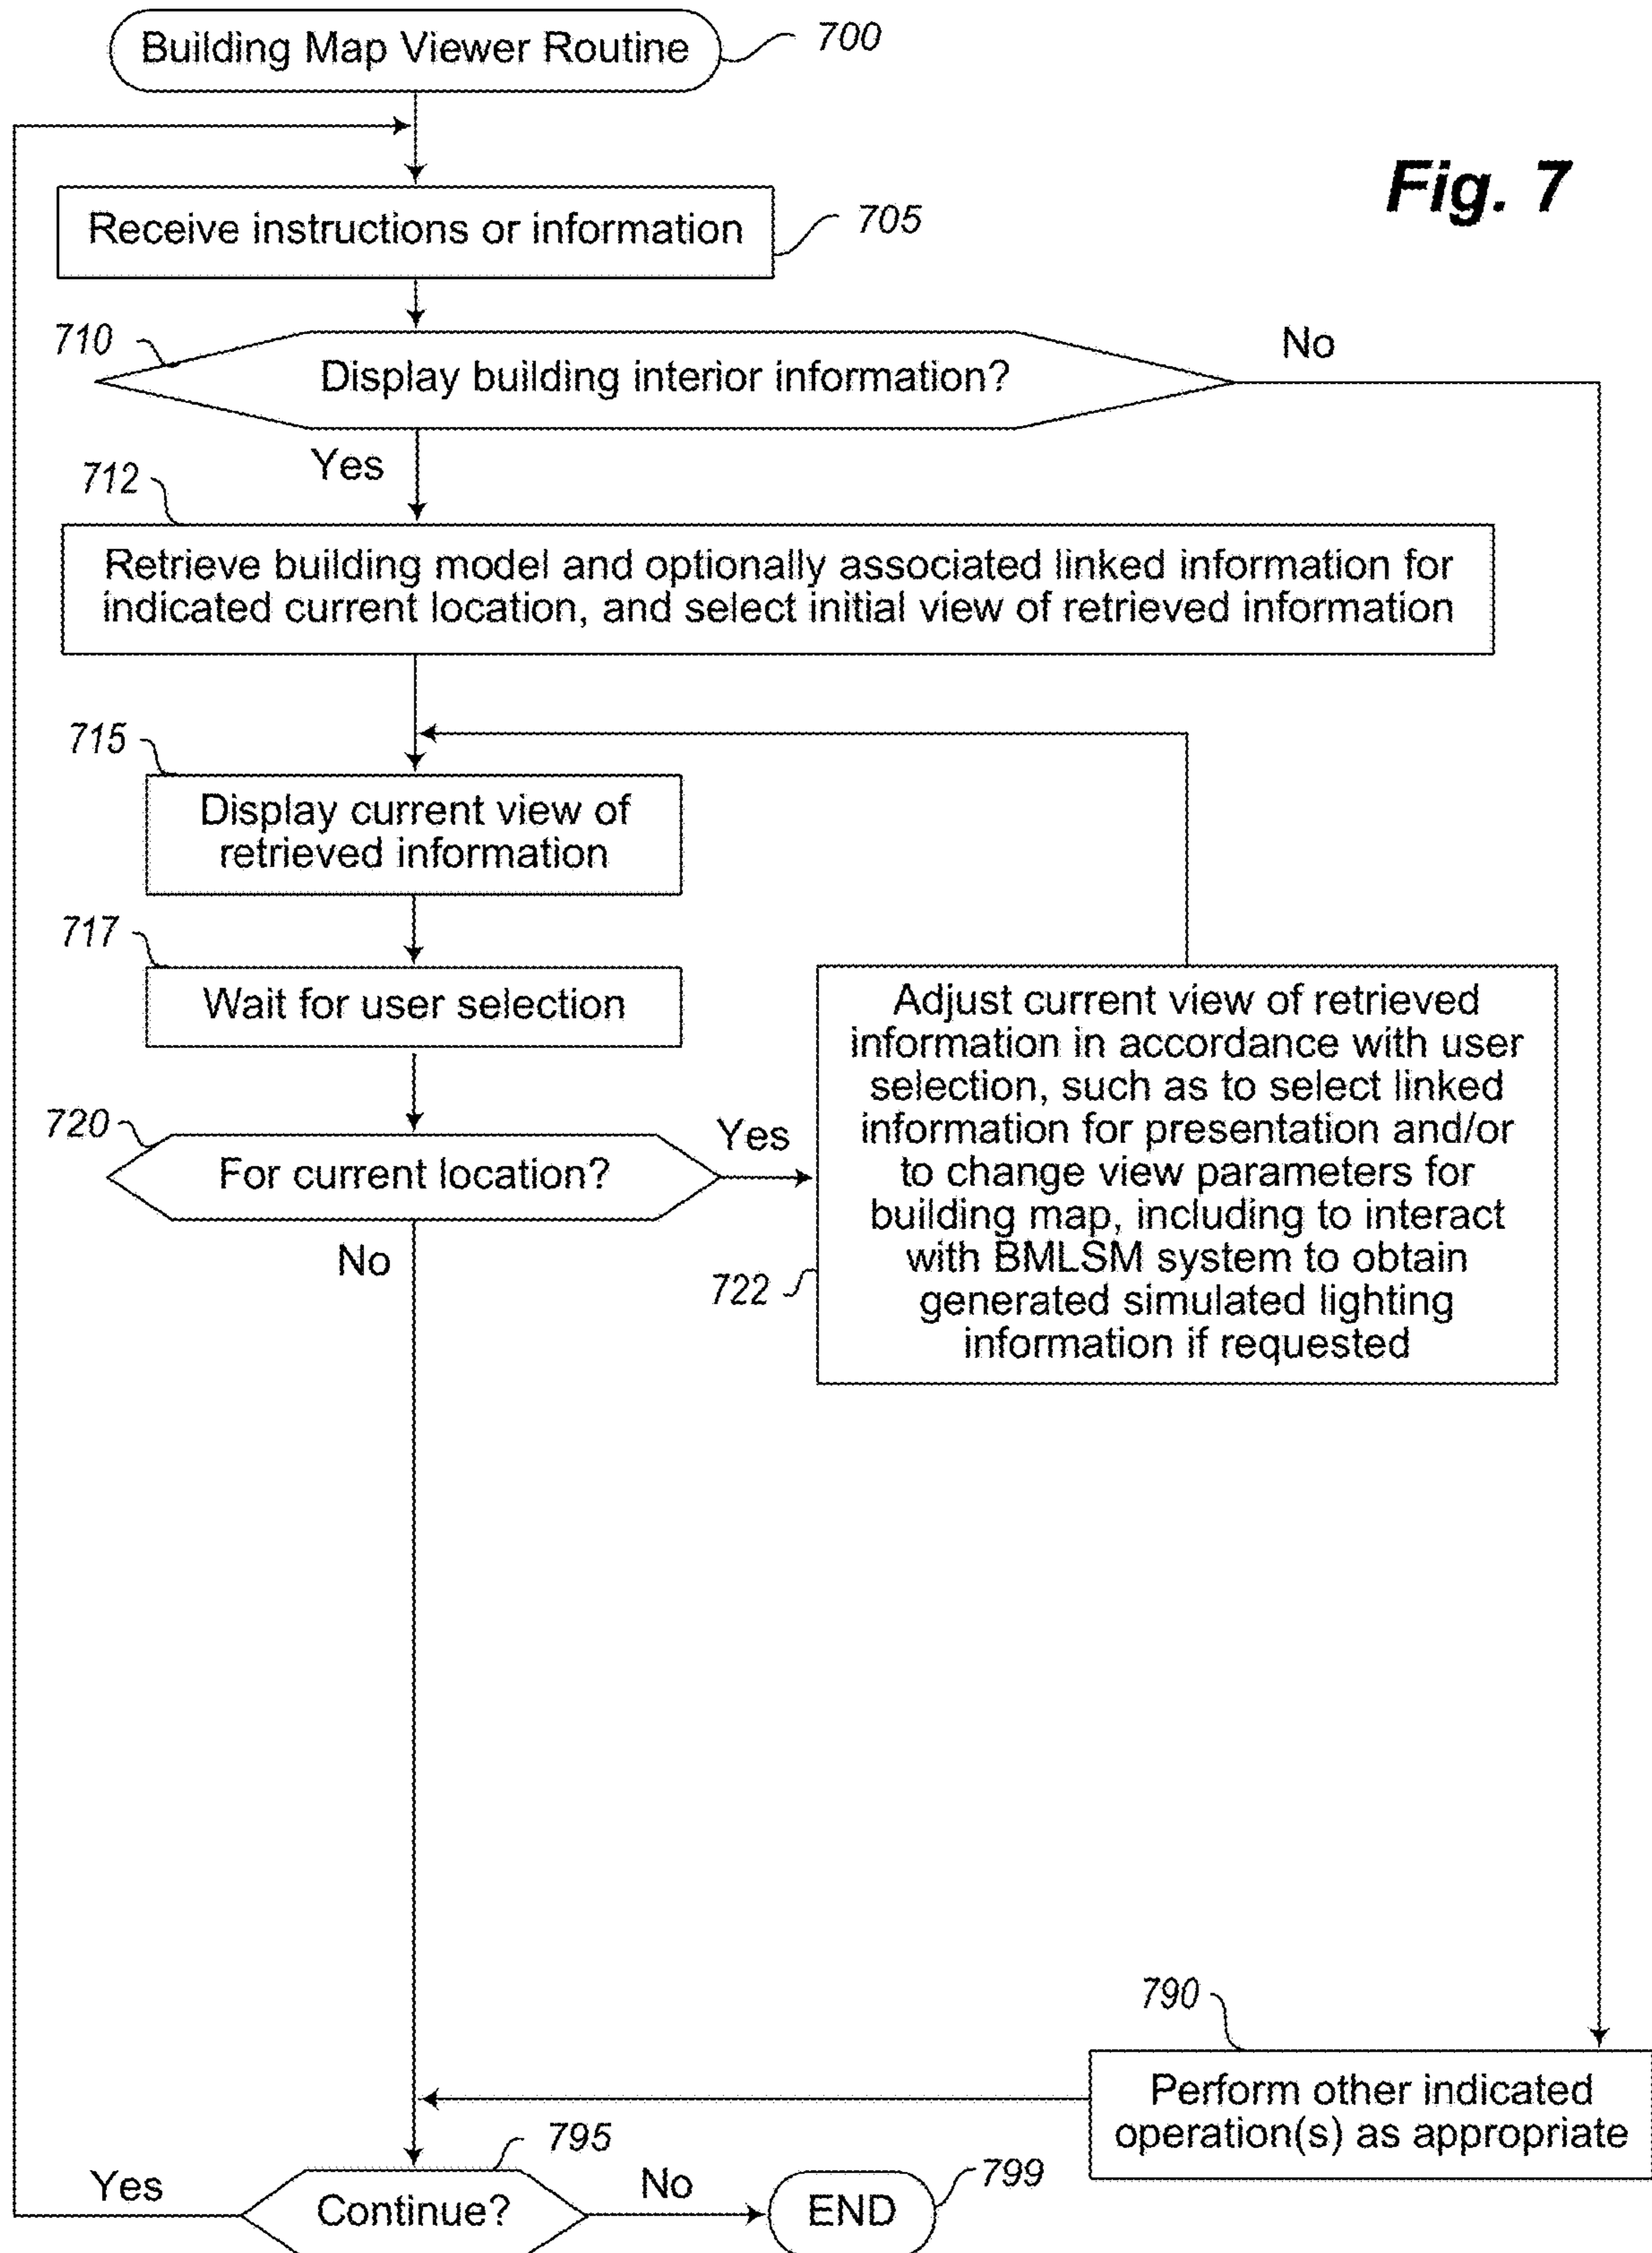 Building Map Viewer Routine
700
Fig. 7
Receive instructions or information
705
710
Display building interior information?
No
Yes
712
Retrieve building model and optionally associated linked information for
indicated current location, and select initial view of retrieved information
715
Display current view of
retrieved information
717
Wait for user selection
720
For current location?
Yes
No
Adjust current view of retrieved
information in accordance with user
selection, such as to select linked
information for presentation and/or
to change view parameters for
building map, including to interact
with BMLSM system to obtain
generated simulated lighting
information if requested
722
790
Perform other indicated
operation(s) as appropriate
795
Yes
Continue?
No
END
799